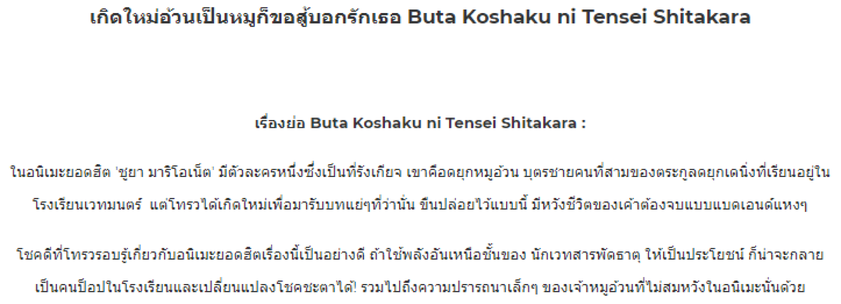 เกิดใหม่อ้วนเป็นหมูก็ขอสู้บอกรักเธอ Buta Koshaku ni Tensei Shitakara
เรื่องย่อ Buta Koshaku ni Tensei Shitakara :
ในอนิเมะยอดฮิต 'ชูยา มาริโอเน็ต' มีตัวละครหนึ่งซึ่งเป็นที่รังเกียจ เขาคือดยุกหมูอ้วน บุตรชายคนที่สามของตระกูลดยุกเดนิ่งที่เรียนอยู่ใน
โรงเรียนเวทมนตร์ แต่โทรวได้เกิดใหม่เพื่อมารับบทแย่ๆที่ว่านั่น ขืนปล่อยไว้แบบนี้ มีหวังชีวิตของเค้าต้องจบแบบแบดเอนด์แหงๆ
โชคดีที่โทรวรอบรู้เกี่ยวกับอนิเมะยอดฮิตเรื่องนี้เป็นอย่างดี ถ้าใช้พลังอันเหนือชั้นของ นักเวทสารพัดธาตุ ให้เป็นประโยชน์ ก็น่าจะกลาย
เป็นคนป็อปในโรงเรียนและเปลี่ยนแปลงโชคชะตาได้! รวมไปถึงความปรารถนาเล็กๆ ของเจ้าหมูอ้วนที่ไม่สมหวังในอนิเมะนั่นด้วย